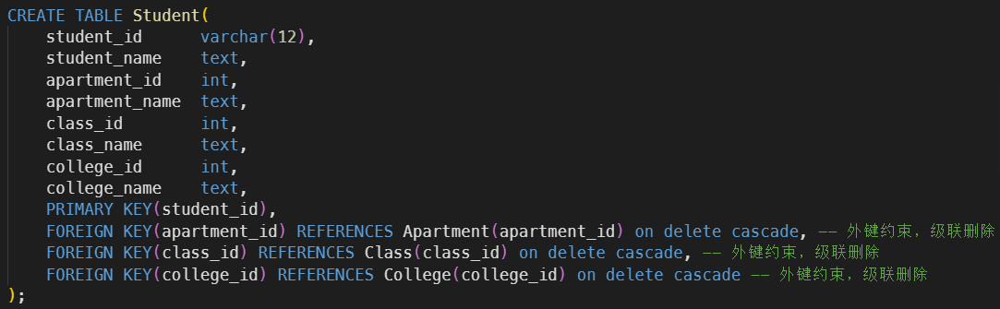 CREATE TABLE Student(
    student_id      varchar(12),
    student_name    text,
    apartment_id    int,
    apartment_name  text,
    class_id        int,
    class_name      text,
    college_id      int,
    college_name    text,
    PRIMARY KEY(student_id),
    FOREIGN KEY(apartment_id) REFERENCES Apartment(apartment_id) on delete cascade, -- 外键约束，级联删除
    FOREIGN KEY(class_id) REFERENCES Class(class_id) on delete cascade, -- 外键约束，级联删除
    FOREIGN KEY(college_id) REFERENCES College(college_id) on delete cascade -- 外键约束，级联删除
);